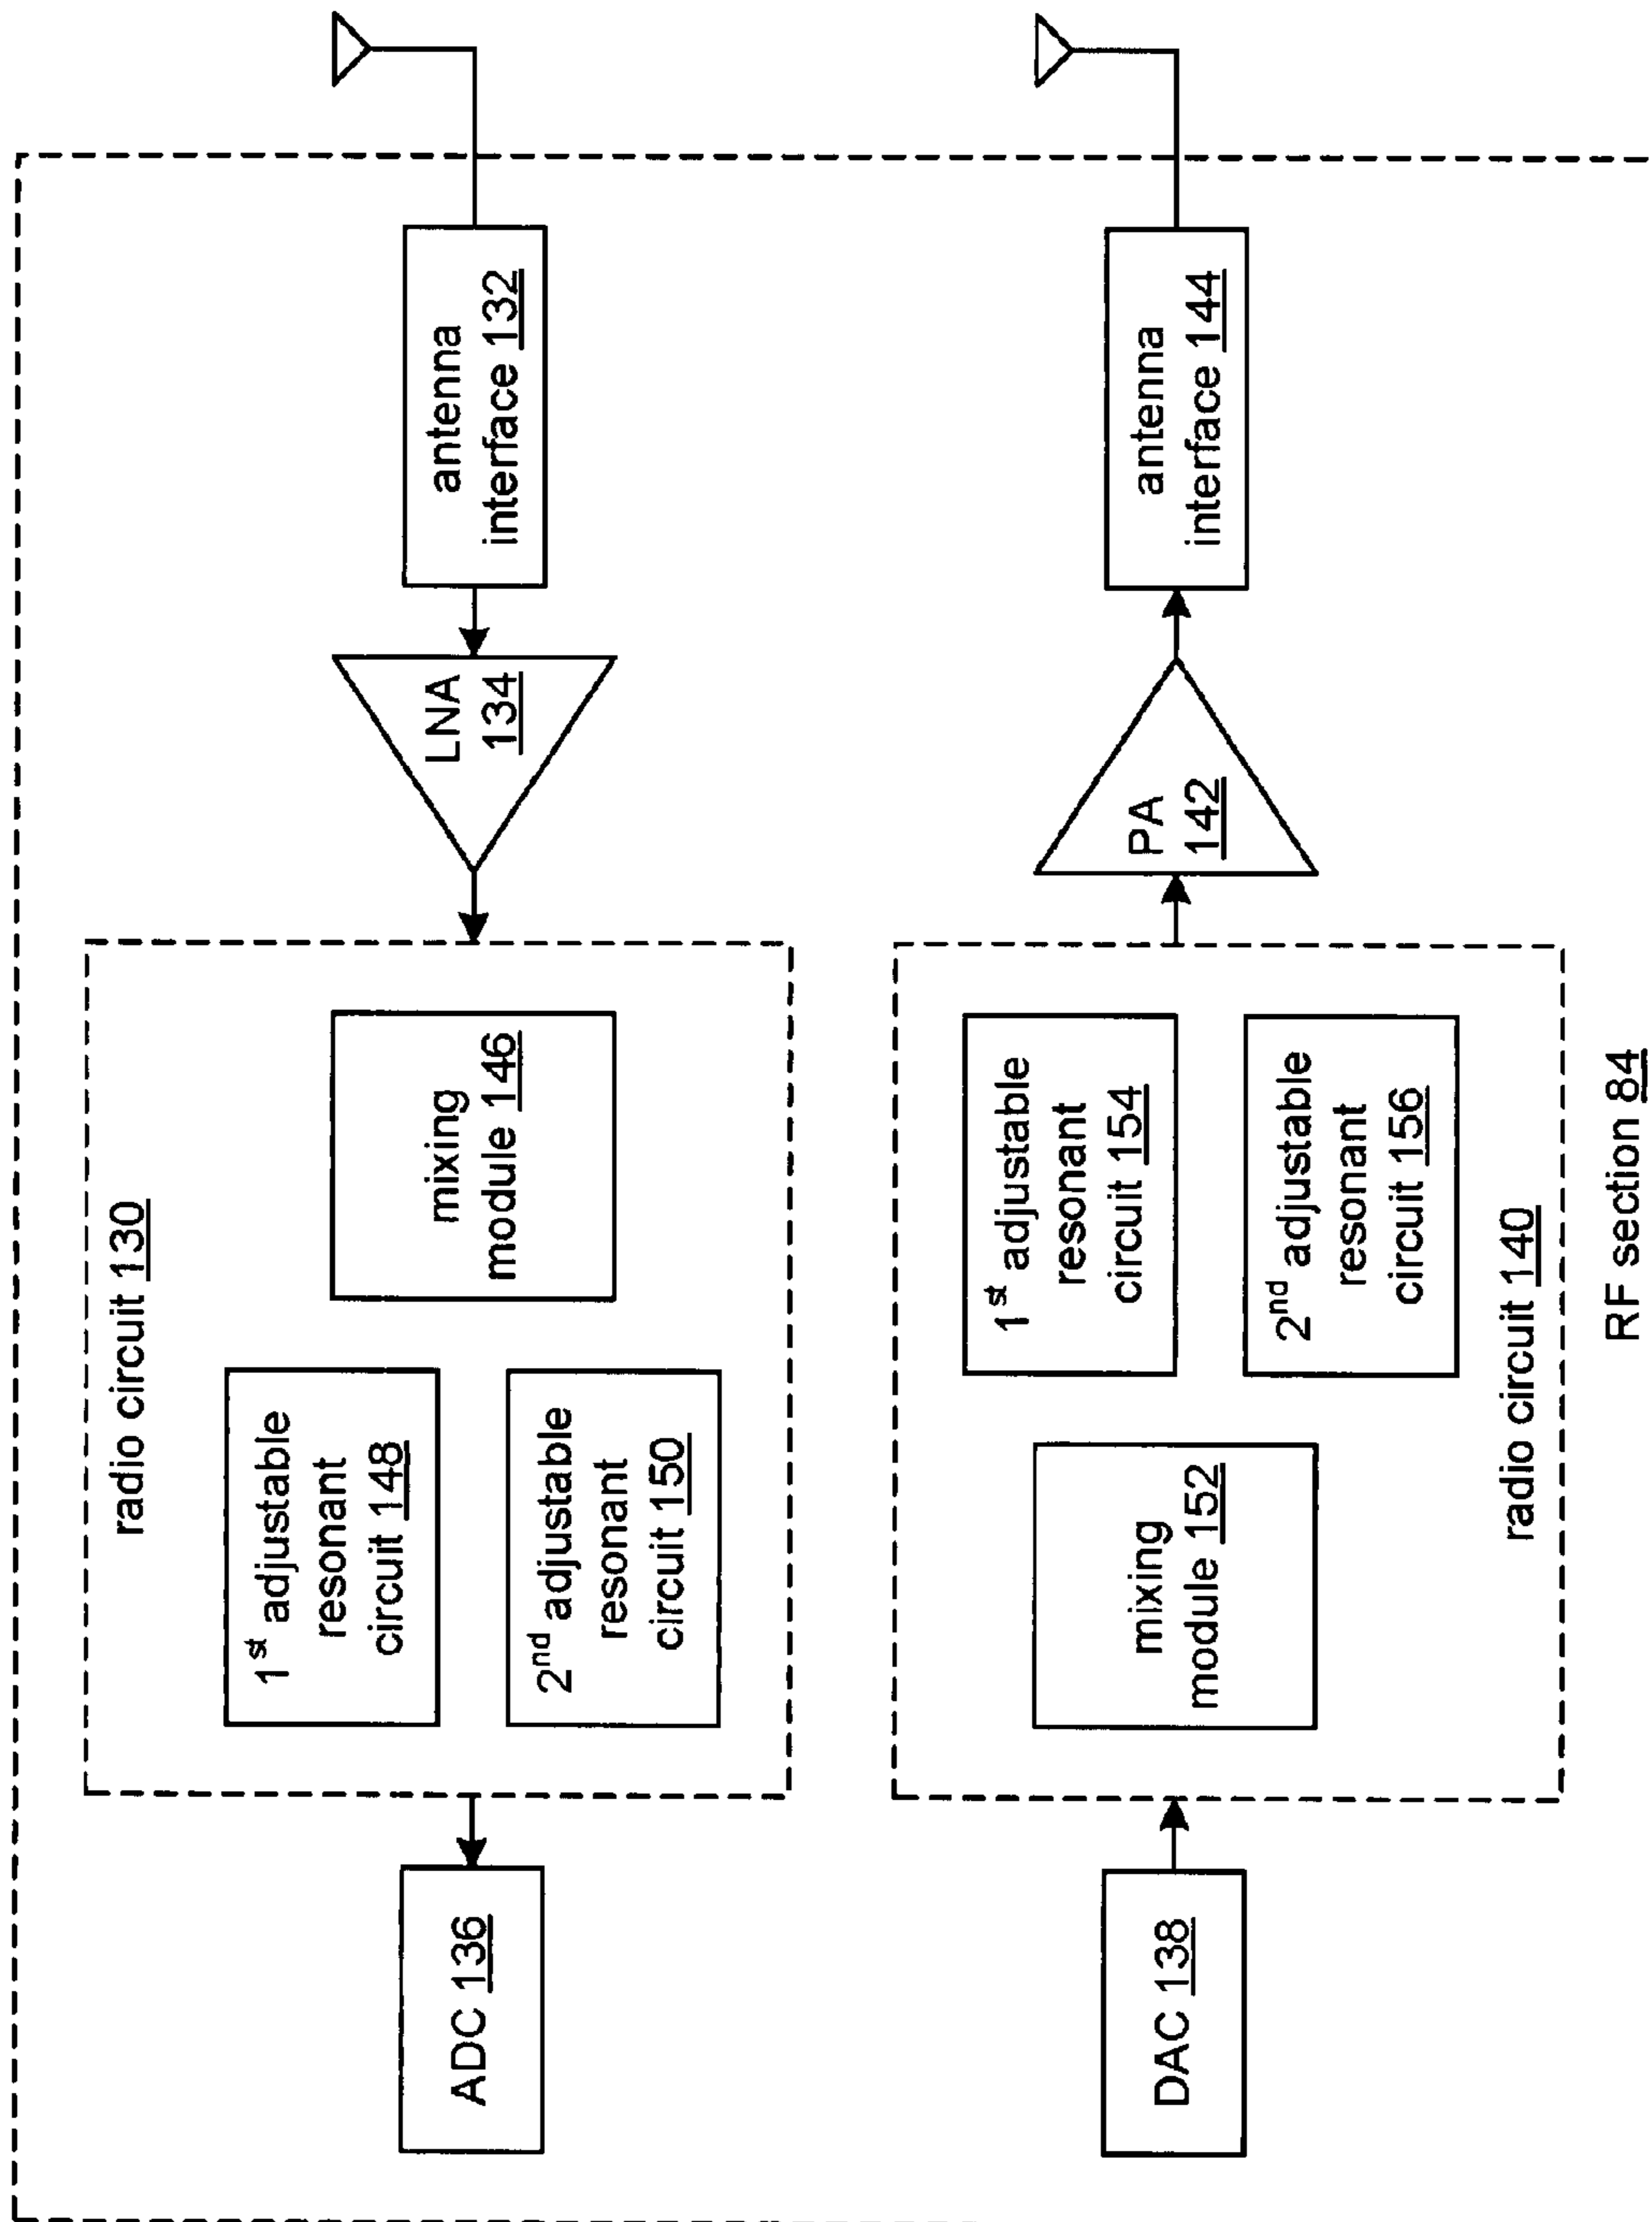 radio circuit 130
ADC 136
1st adjustable
resonant
circuit 148
2nd adjustable
resonant
circuit 150
mixing
module 146
LNA
134
antenna
interface 132
DAC 138
mixing
module 152
1st adjustable
resonant
circuit 154
2nd adjustable
resonant
circuit 156
radio circuit 140
PA
142
antenna
interface 144
RF section 84